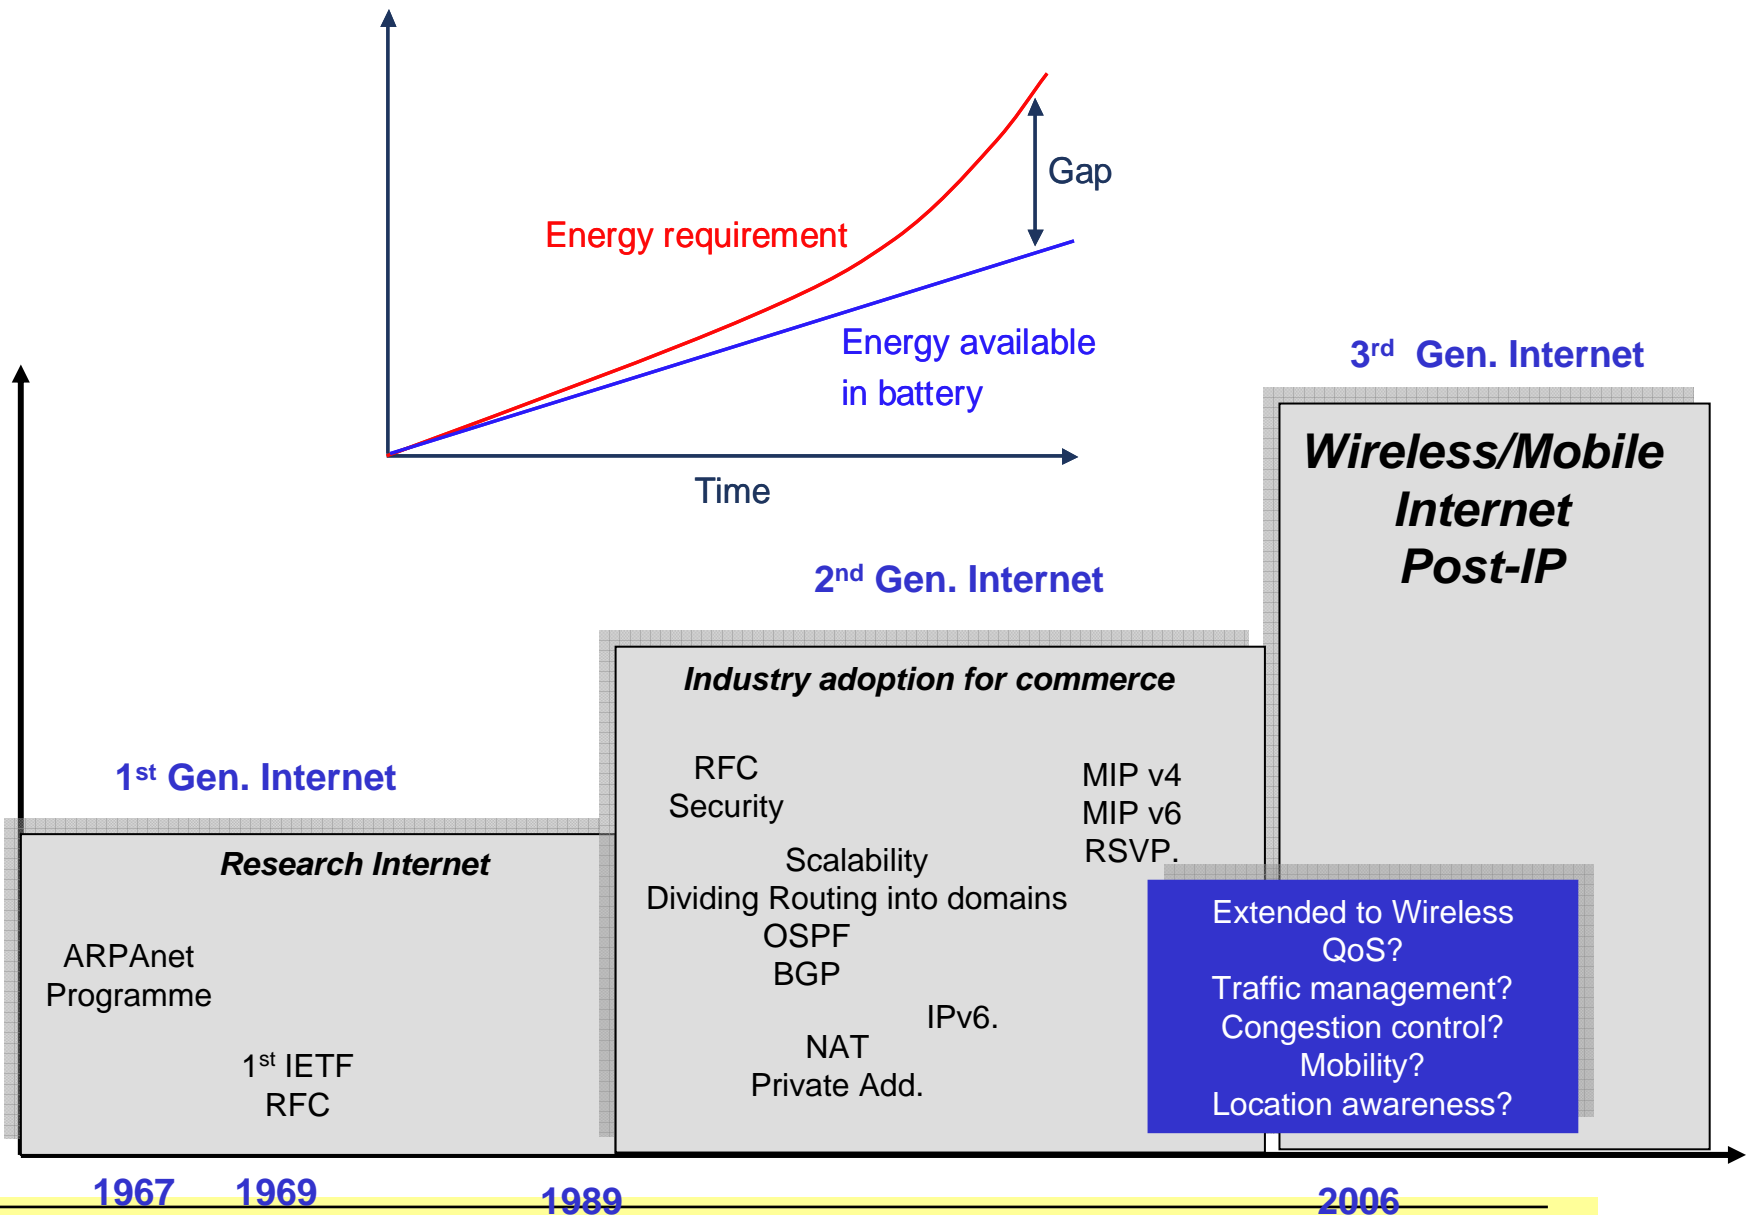 Gap
Energy requirement
Energy available
in battery
Time
3rd Gen. Internet
Wireless/Mobile
Internet
Post-IP
2nd Gen. Internet
Industry adoption for commerce
RFC
Security
MIP v4
MIP v6
RSVP.
Scalability
Dividing Routing into domains
OSPF
BGP
IPv6.
NAT
Private Add.
1st Gen. Internet
Research Internet
ARPAnet
Programme
1st IETF
RFC
Extended to Wireless
QoS?
Traffic management?
Congestion control?
Mobility?
Location awareness?
1967
1969
1989
2006